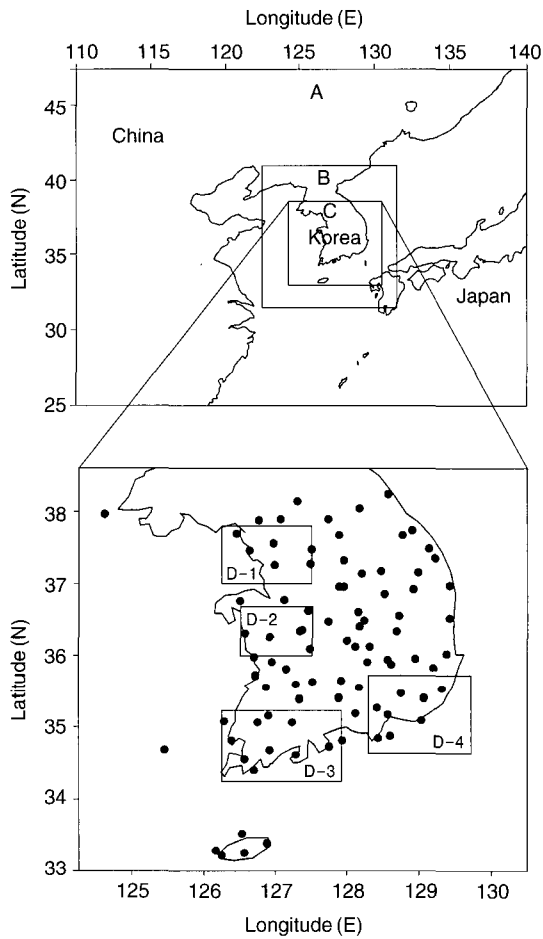 Longitude (E)
110 115 120 125 130 135 140
A
45
China
B
40
C
Korea
35
Latitude (N)
Japan
30
25
38
D-1
37
D-2
36
Latitude (N)
35
D-4
D-3
34
33
125 126 127 128 129 130
Longitude (E)